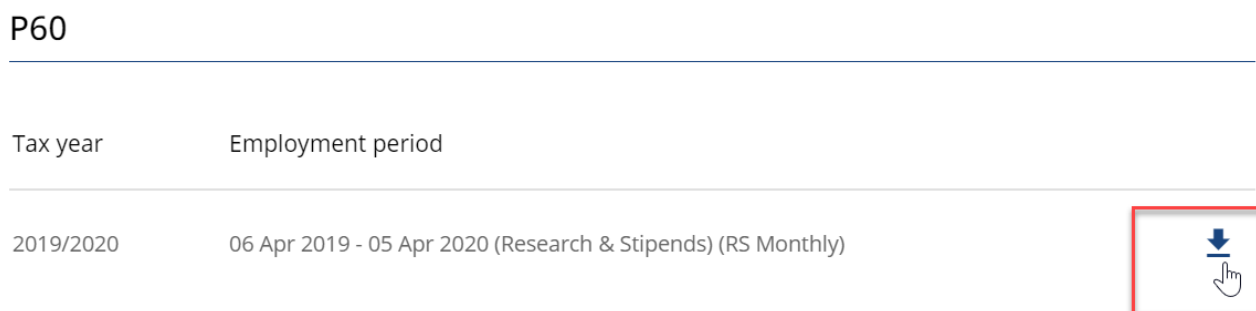 P60
Tax year Employment period
2019/2020 06 Apr 2019 - 05 Apr 2020 (Research & Stipends) (RS Monthly)